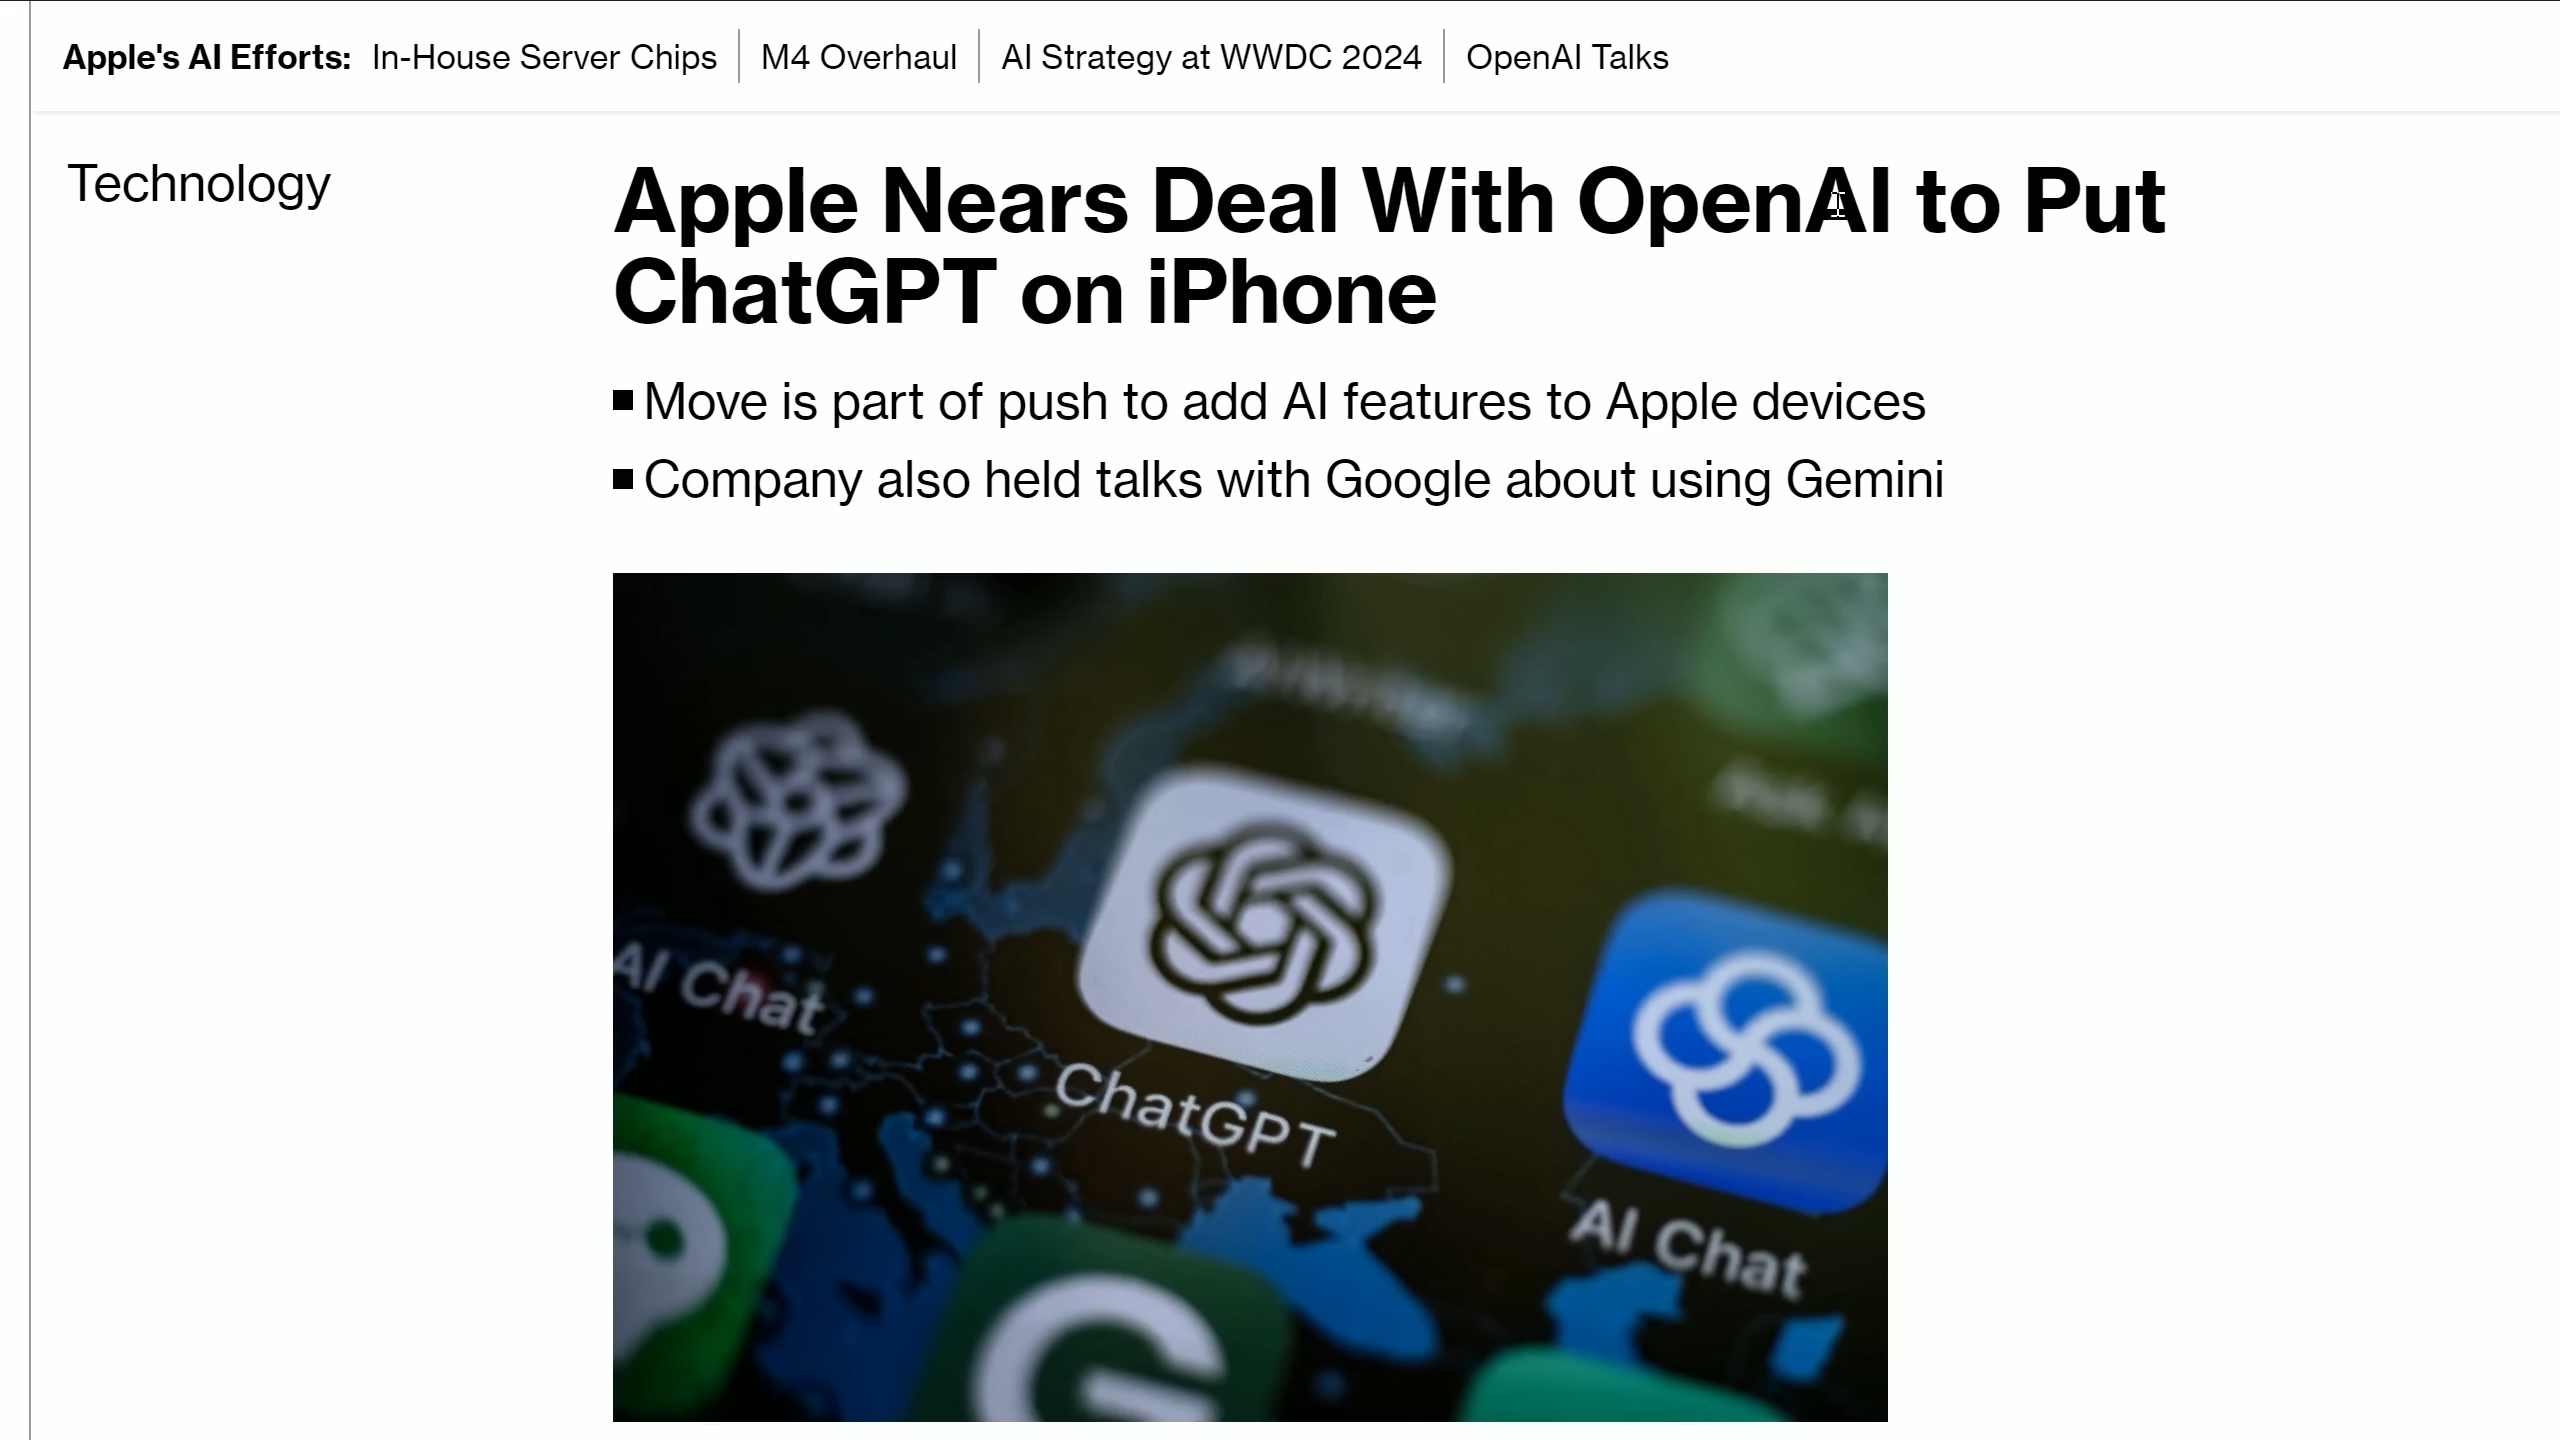 Apple's AI Efforts: In-House Server Chips M4 Overhaul AI Strategy at WWDC 2024 OpenAI Talks
Technology
Apple Nears Deal With OpenAI to Put
ChatGPT on iPhone
Move is part of push to add AI features to Apple devices
Company also held talks with Google about using Gemini
AI Chat
ChatGPT
AI Chat